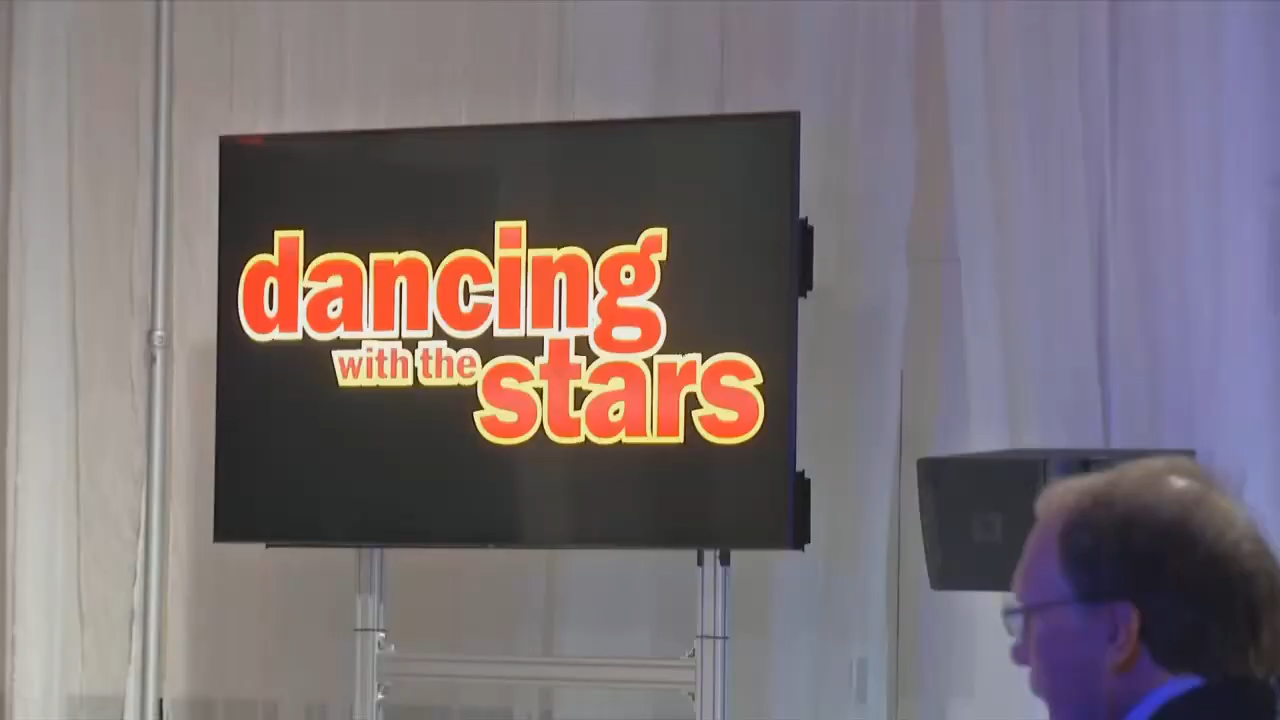 dancing
with the
stars